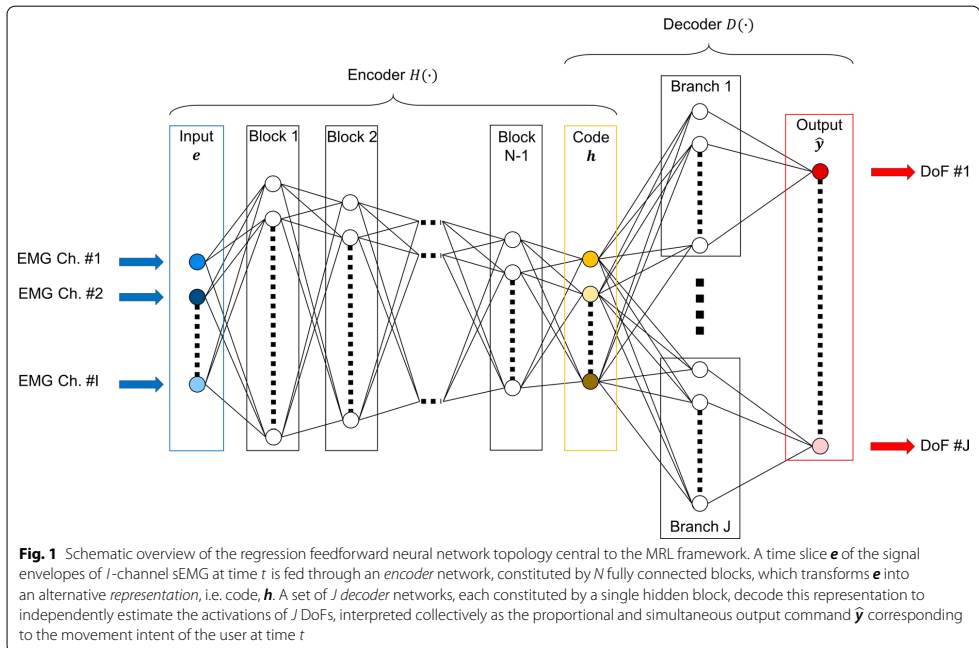 Decoder D(·)
Encoder H(·)
Branch 1
Input
e
Block 1
Block 2
Block
N-1
Code
h
Output
ŷ
DoF #1
EMG Ch. #1
EMG Ch. #2
EMG Ch. #I
DoF #J
Branch J
Fig. 1 Schematic overview of the regression feedforward neural network topology central to the MRL framework. A time slice e of the signal
envelopes of I-channel sEMG at time t is fed through an encoder network, constituted by N fully connected blocks, which transforms e into
an alternative representation, i.e. code, h. A set of J decoder networks, each constituted by a single hidden block, decode this representation to
independently estimate the activations of J DoFs, interpreted collectively as the proportional and simultaneous output command ŷ corresponding
to the movement intent of the user at time t